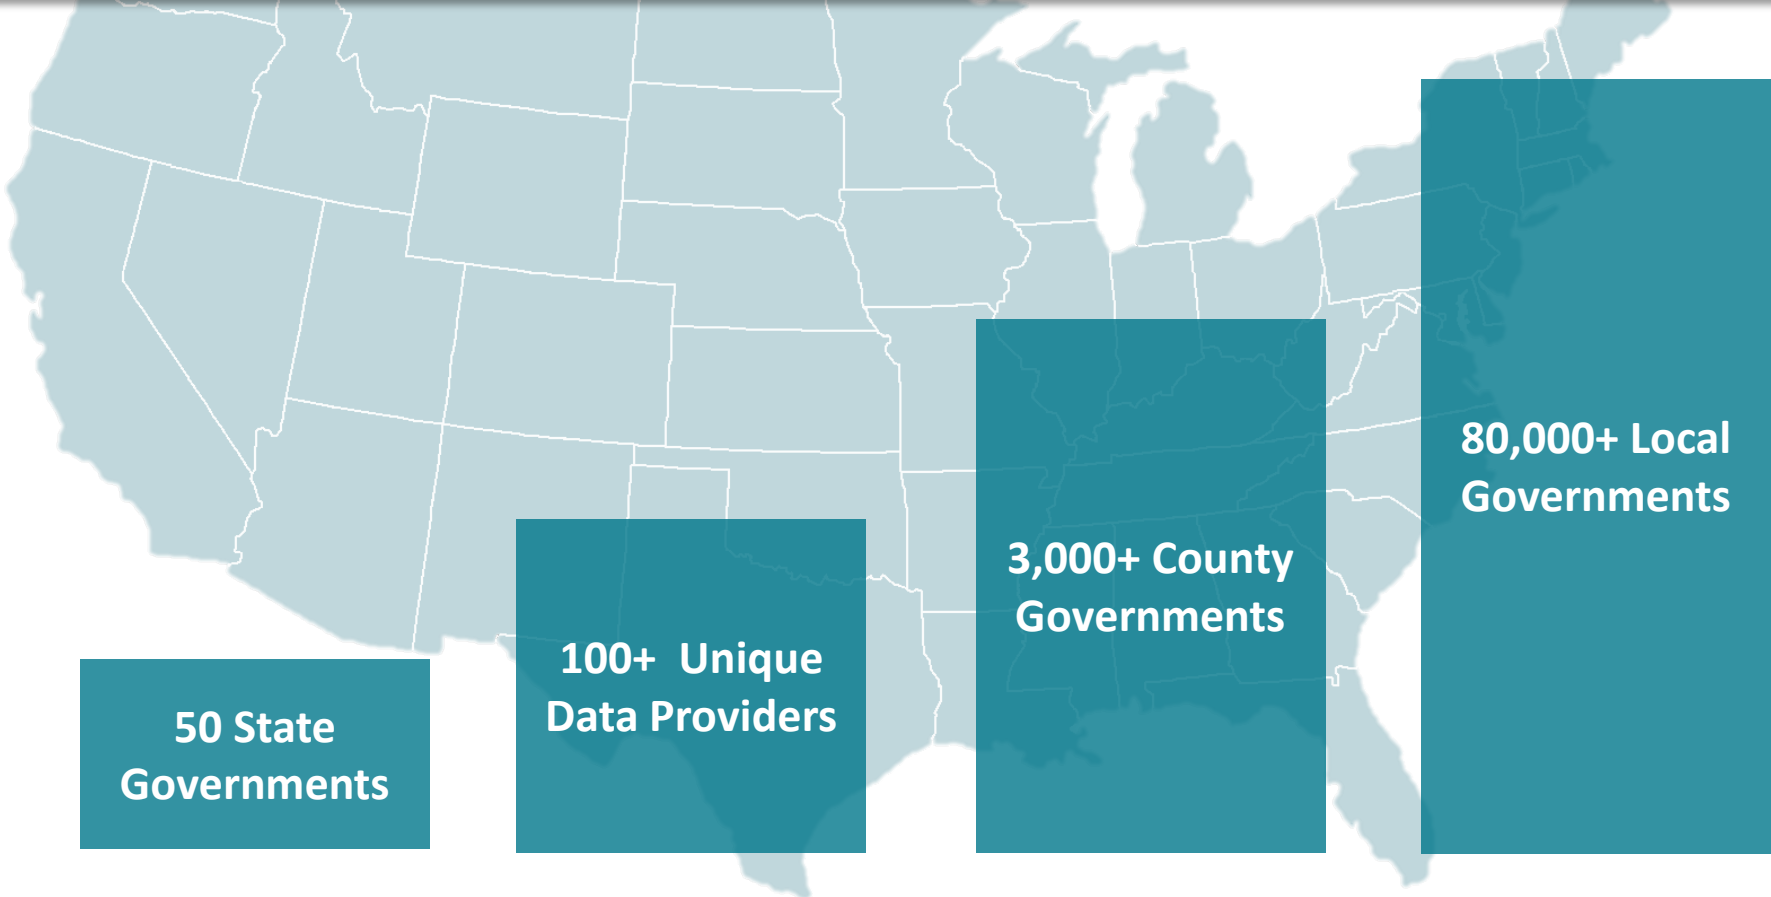 50 State
Governments
100+  Unique
Data Providers
3,000+ County
Governments
80,000+ Local
Governments